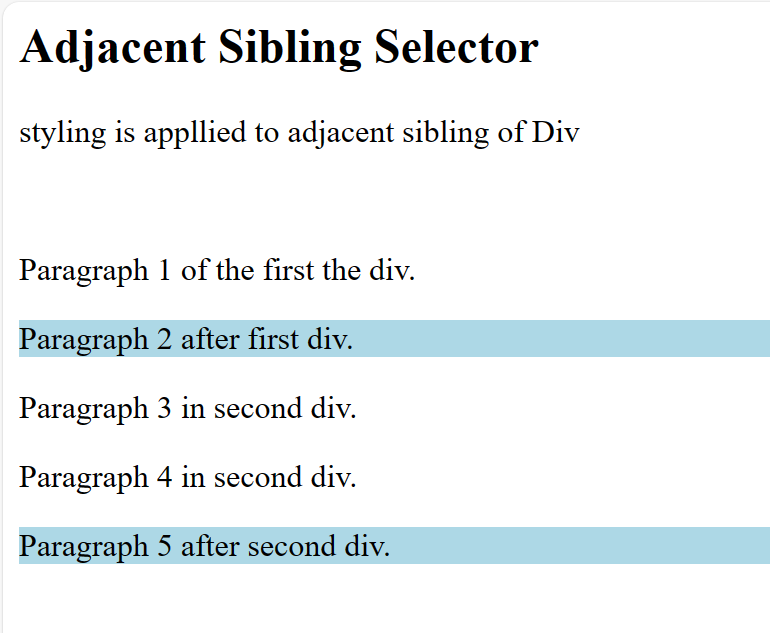 Adjacent Sibling Selector
styling is appllied to adjacent sibling of Div
Paragraph 1 of the first the div.
Paragraph 2 after first div.
Paragraph 3 in second div.
Paragraph 4 in second div.
Paragraph 5 after second div.